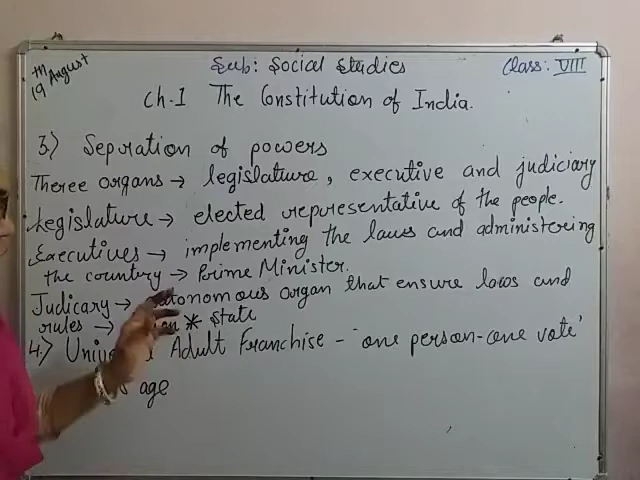 19th August
Sub: Social Studies
Class: VIII
Ch.1 The Constitution of India.
3.) Separation of powers
Theree organs → legislature, executive and judiciary
Legislature → elected representative of the people.
Executives → implementing the laws and administering
the country → Prime Minister.
Judicary → autonomous organ that ensure laws and
rules → * State
4.) Adult Franchise - 'one person-one vote'
age